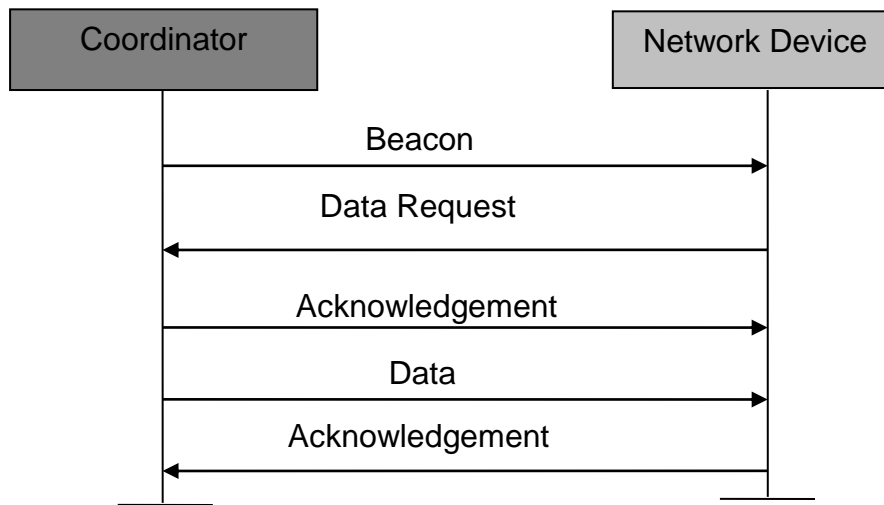 Coordinator
Network Device
Beacon
Data Request
Acknowledgement
Data
Acknowledgement